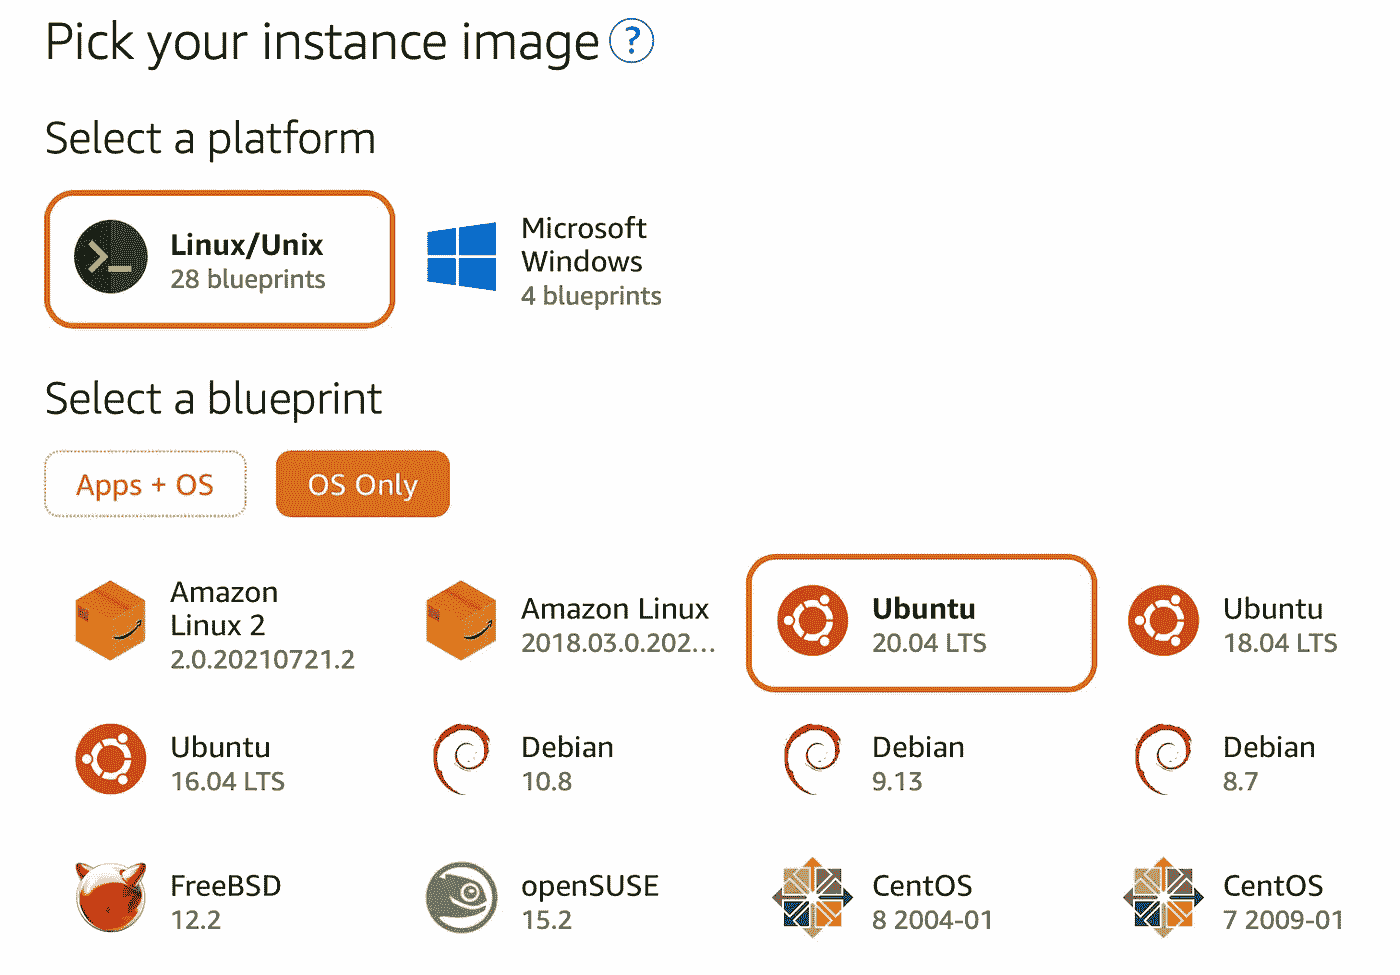 Pick your instance image ?
Select a platform
Linux/Unix
28 blueprints
Microsoft
Windows
4 blueprints
Select a blueprint
Apps + OS
OS Only
Amazon
Linux 2
2.0.20210721.2
Amazon Linux
2018.03.0.202...
Ubuntu
20.04 LTS
Ubuntu
18.04 LTS
Ubuntu
16.04 LTS
Debian
10.8
Debian
9.13
Debian
8.7
FreeBSD
12.2
openSUSE
15.2
CentOS
8 2004-01
CentOS
7 2009-01